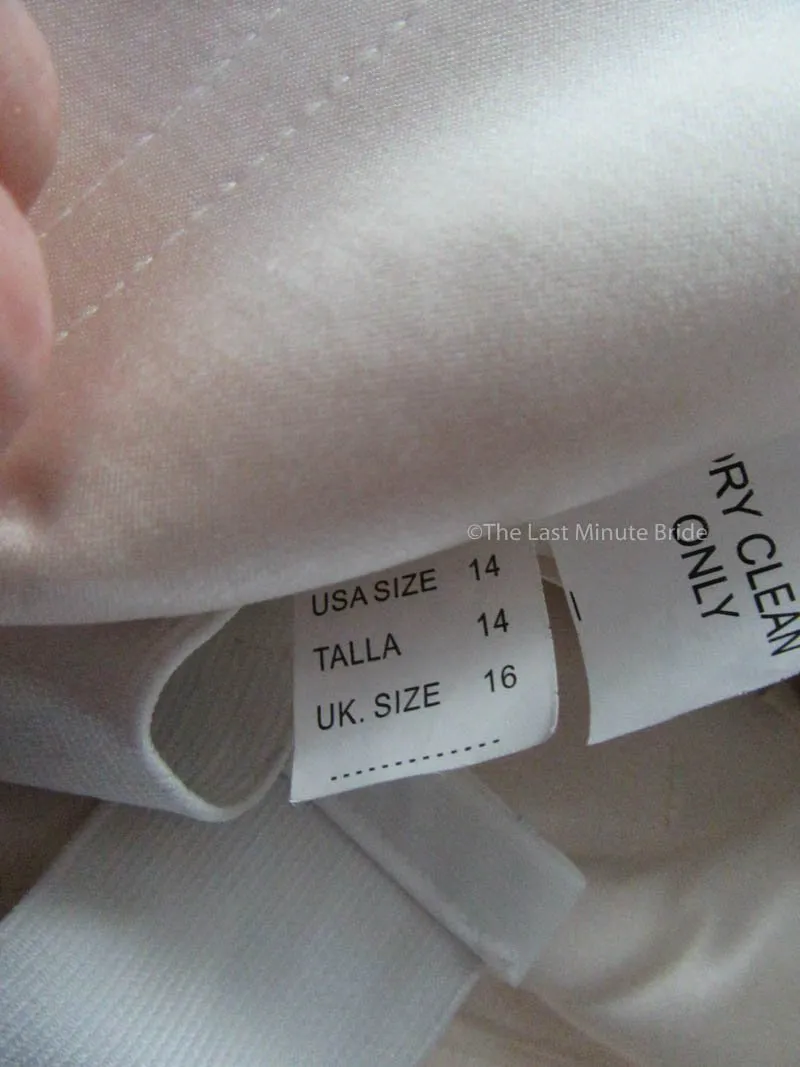 ©The Last Minute Bride
USA SIZE 14
TALLA 14
UK. SIZE 16
..................
RY CLEAN
ONLY